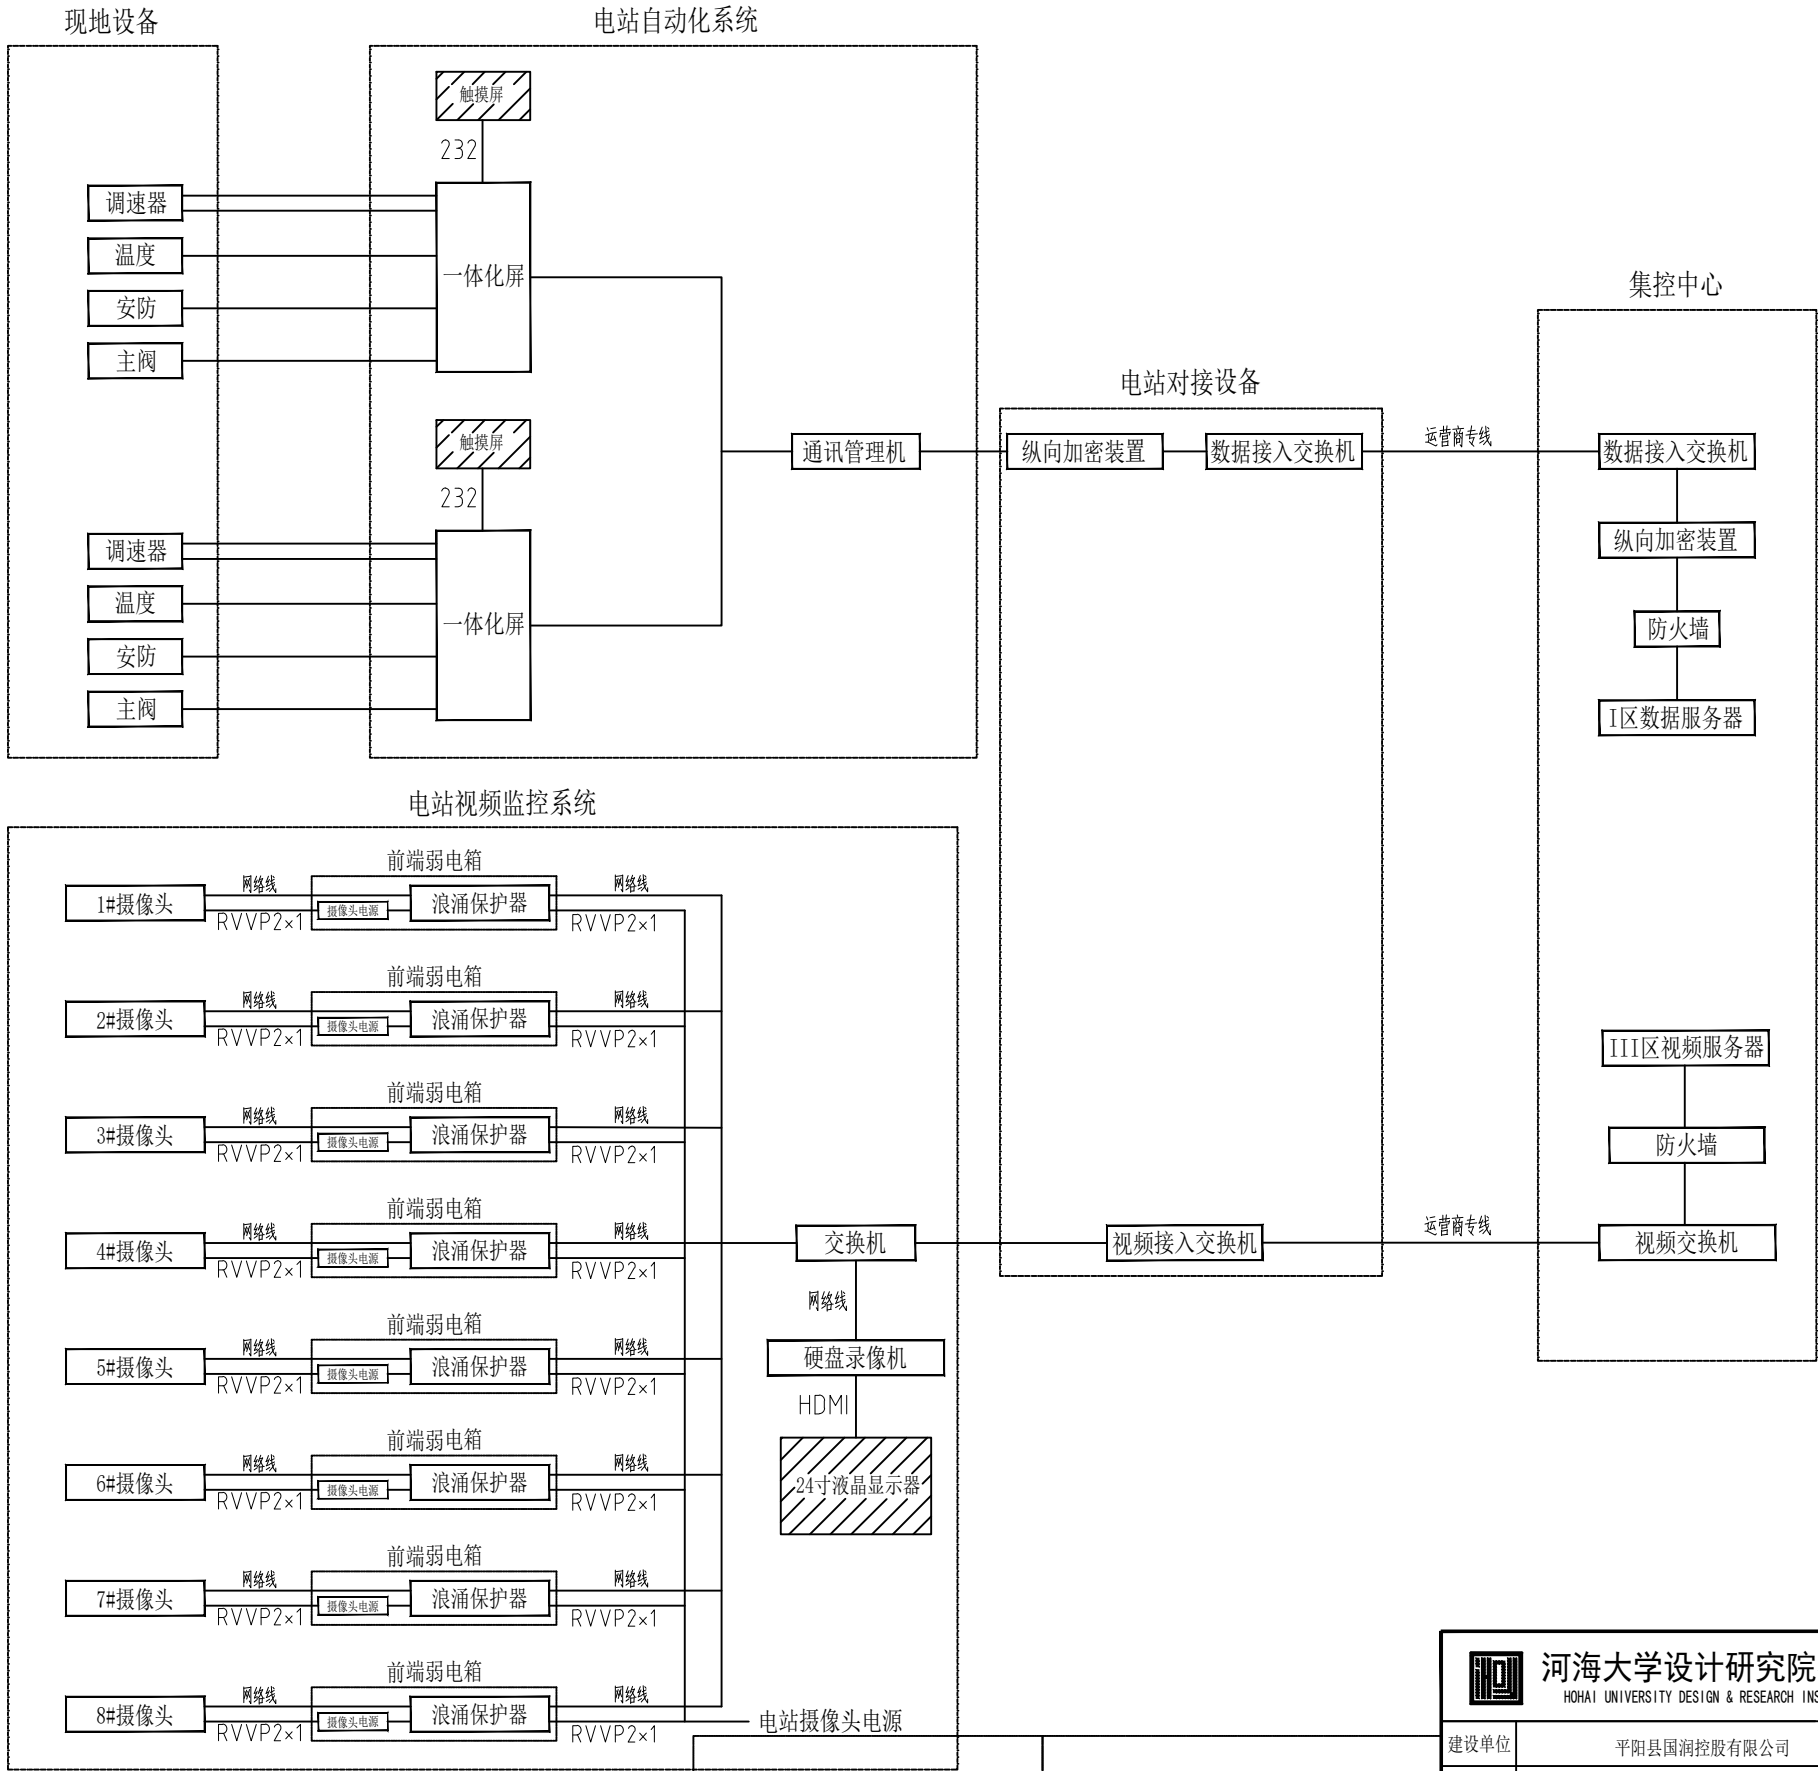 现地设备
电站自动化系统
触摸屏
232
调速器
温度
安防
主阀
一体化屏
触摸屏
232
调速器
温度
安防
主阀
一体化屏
通讯管理机
电站对接设备
纵向加密装置
数据接入交换机
运营商专线
集控中心
数据接入交换机
纵向加密装置
防火墙
I区数据服务器
III区视频服务器
防火墙
视频交换机
运营商专线
视频接入交换机
电站视频监控系统
前端弱电箱
1#摄像头
网络线
RVVP2×1
摄像头电源
浪涌保护器
网络线
RVVP2×1
前端弱电箱
2#摄像头
网络线
RVVP2×1
摄像头电源
浪涌保护器
网络线
RVVP2×1
前端弱电箱
3#摄像头
网络线
RVVP2×1
摄像头电源
浪涌保护器
网络线
RVVP2×1
前端弱电箱
4#摄像头
网络线
RVVP2×1
摄像头电源
浪涌保护器
网络线
RVVP2×1
前端弱电箱
5#摄像头
网络线
RVVP2×1
摄像头电源
浪涌保护器
网络线
RVVP2×1
前端弱电箱
6#摄像头
网络线
RVVP2×1
摄像头电源
浪涌保护器
网络线
RVVP2×1
前端弱电箱
7#摄像头
网络线
RVVP2×1
摄像头电源
浪涌保护器
网络线
RVVP2×1
前端弱电箱
8#摄像头
网络线
RVVP2×1
摄像头电源
浪涌保护器
网络线
RVVP2×1
交换机
网络线
硬盘录像机
HDMI
24寸液晶显示器
电站摄像头电源
河海大学设计研究院
HOHAI UNIVERSITY DESIGN & RESEARCH INS
建设单位
平阳县国润控股有限公司